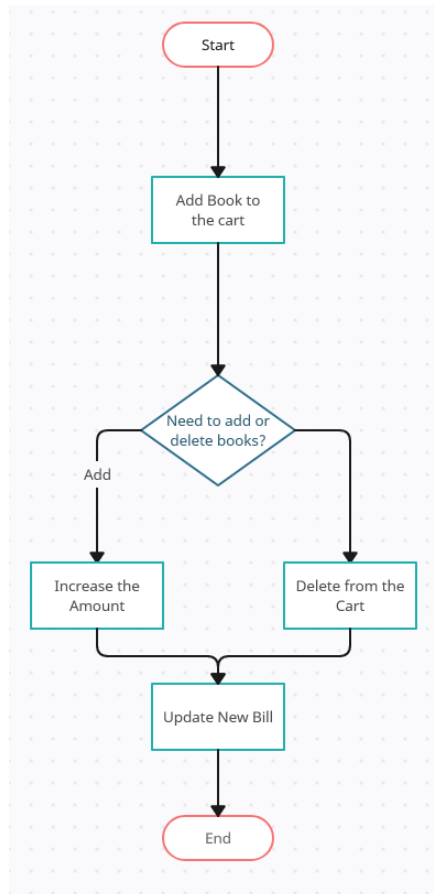 Start
Add Book to
the cart
Need to add or
delete books?
Add
Increase the
Amount
Delete from the
Cart
Update New Bill
End